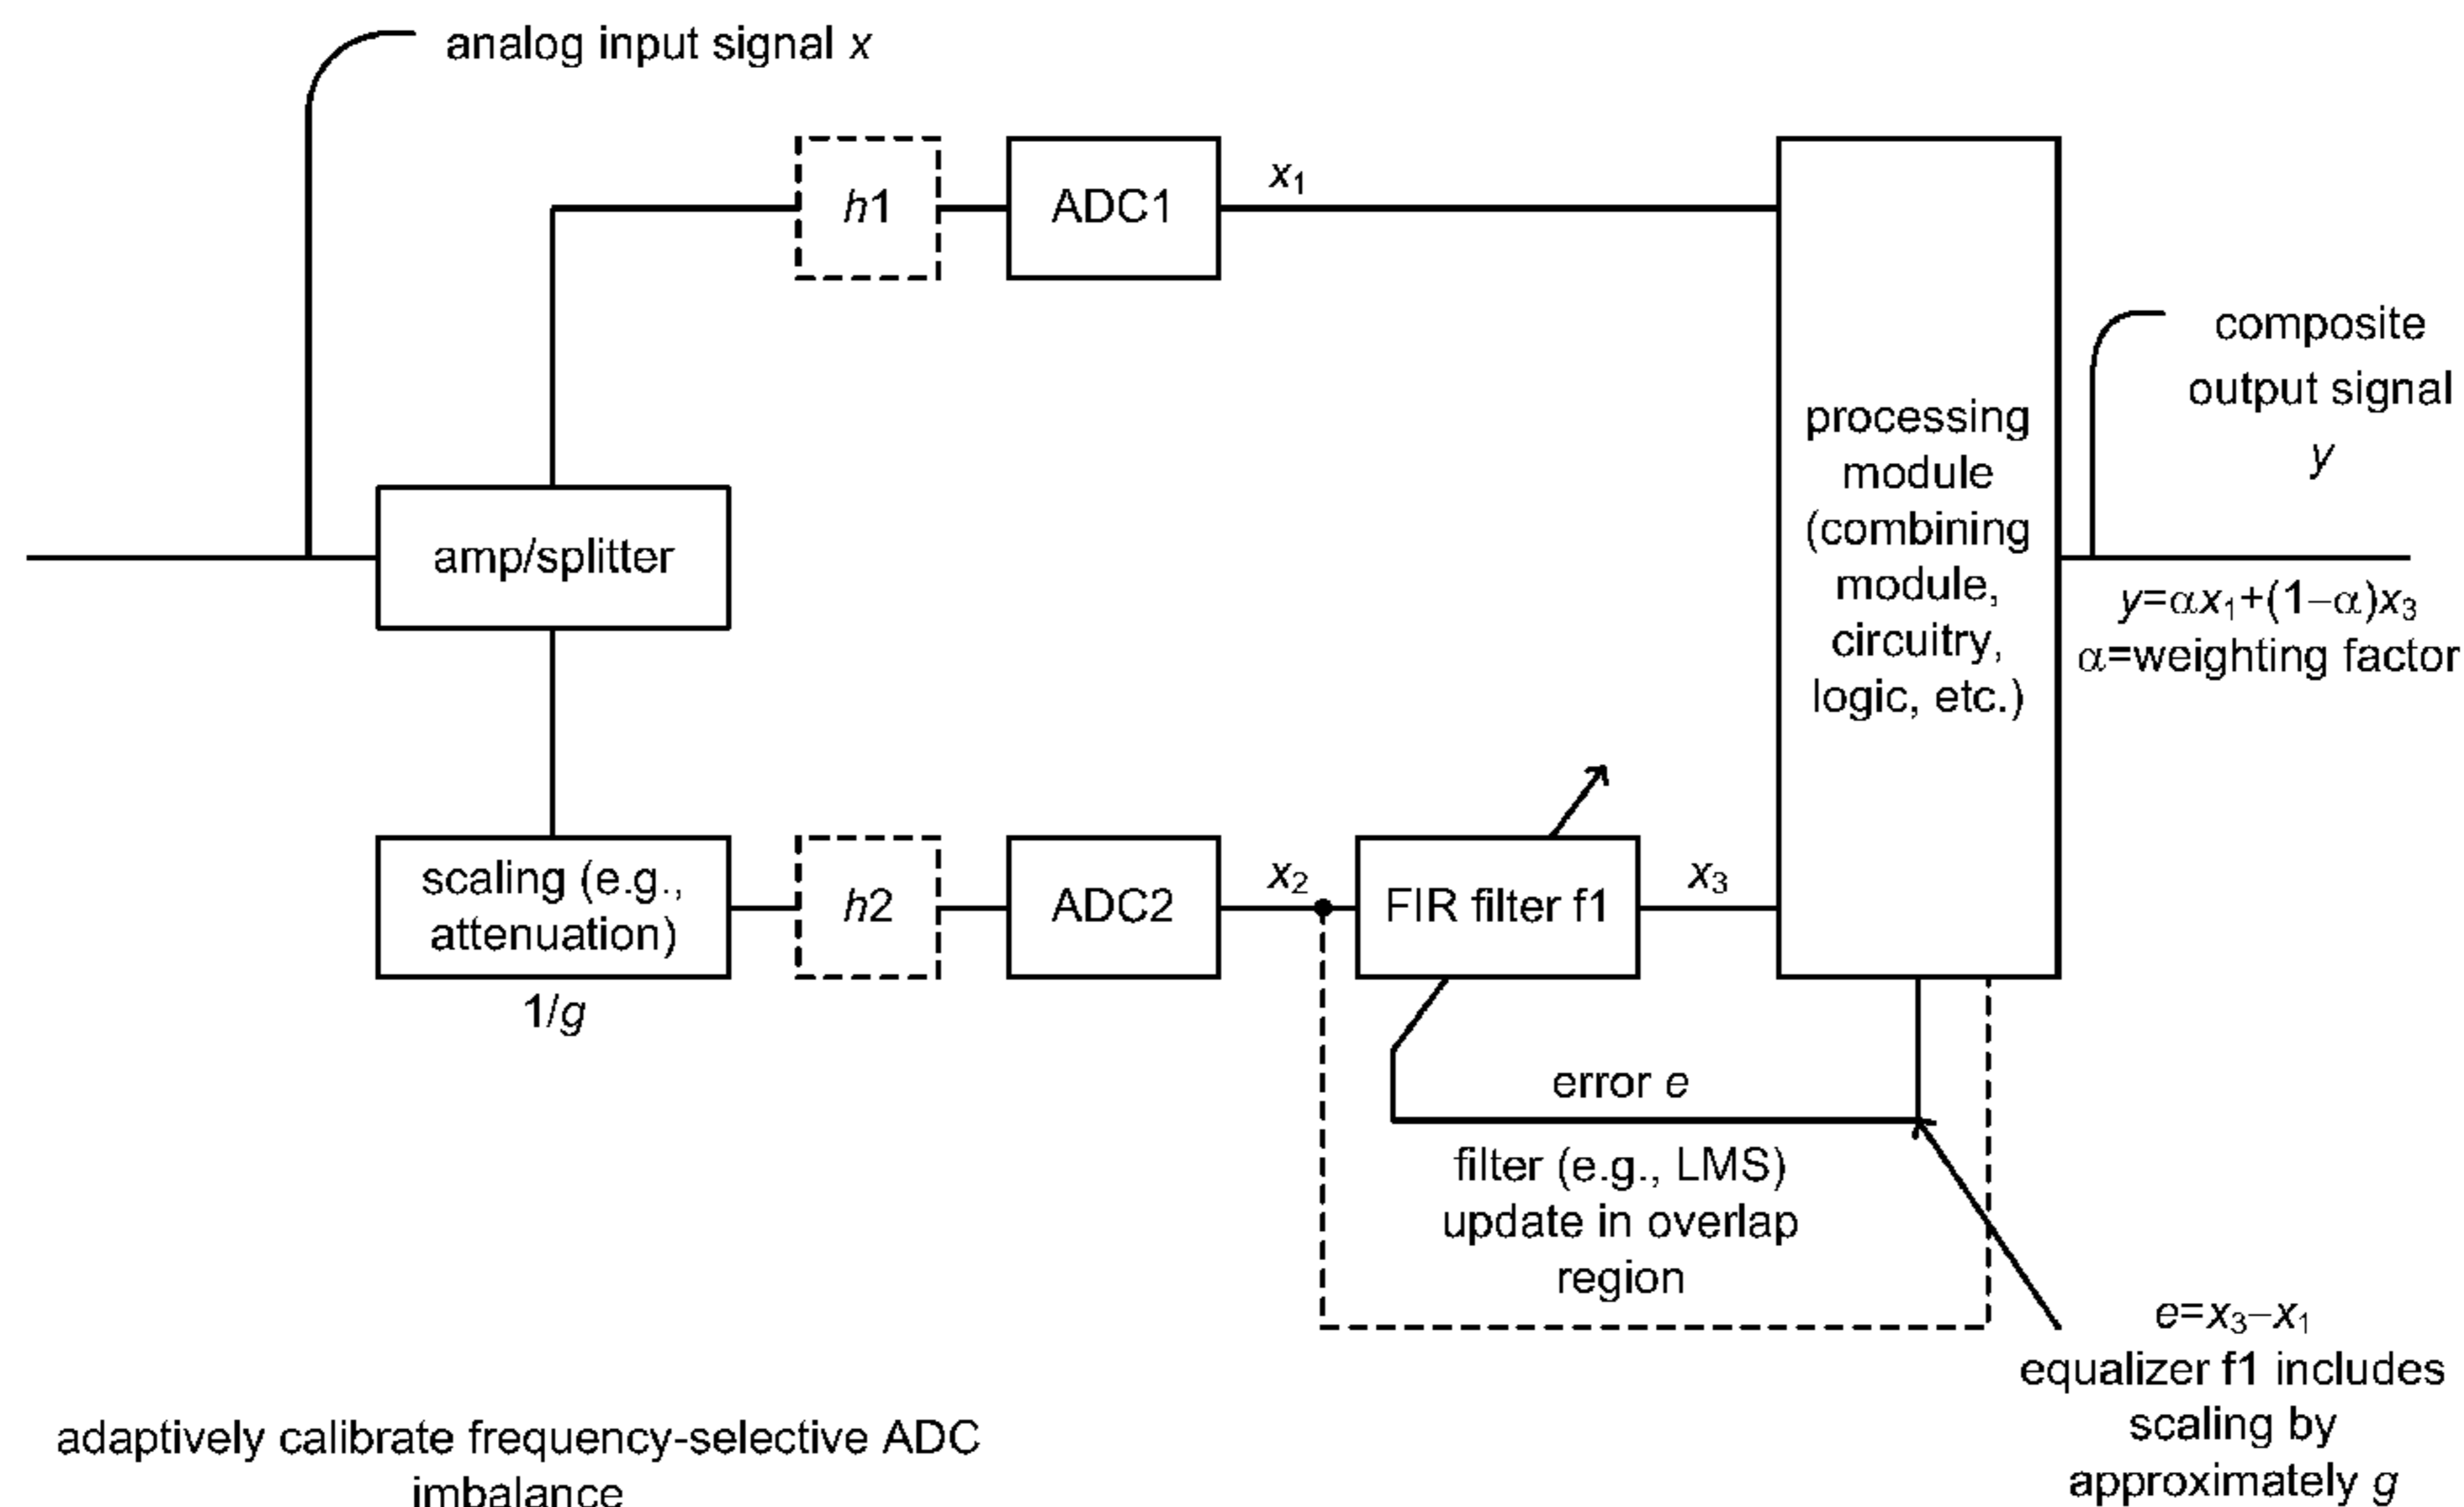 analog input signal x
h1
ADC1
x₁
amp/splitter
processing
module
(combining
module,
circuitry,
logic, etc.)
composite
output signal
y
y=αx₁+(1–α)x₃
α=weighting factor
scaling (e.g.,
attenuation)
1/g
h2
ADC2
x₂
FIR filter f1
x₃
error e
filter (e.g., LMS)
update in overlap
region
e=x₃–x₁
equalizer f1 includes
scaling by
approximately g
adaptively calibrate frequency-selective ADC
imbalance